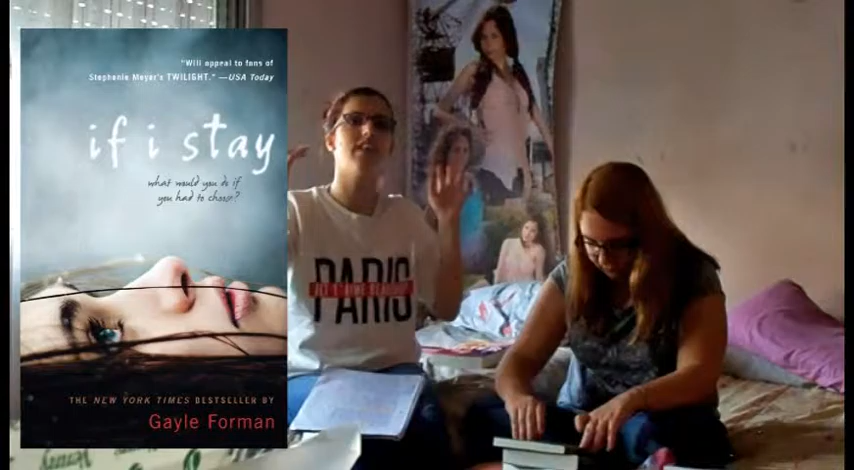 "Will appeal to fans of
Stephenie Meyer's TWILIGHT." —USA Today
if i stay
what would you do if
you had to choose?
THE NEW YORK TIMES BESTSELLER BY
Gayle Forman
PARIS